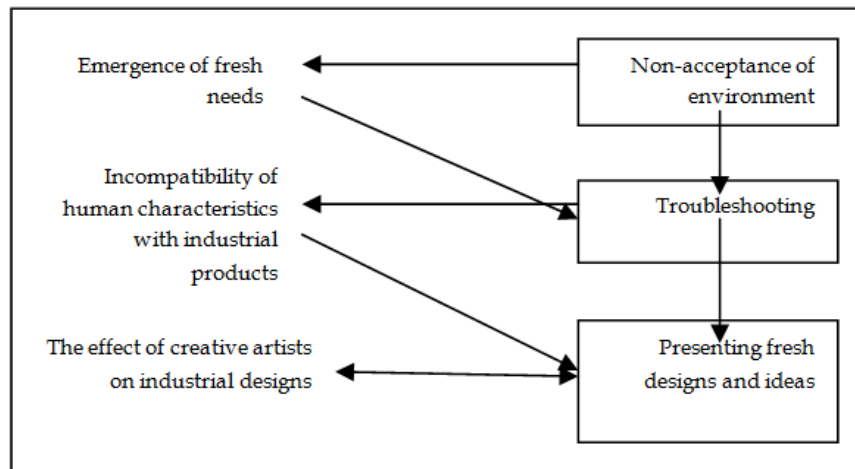 Emergence of fresh
needs
Non-acceptance of
environment
Incompatibility of
human characteristics
with industrial
products
Troubleshooting
The effect of creative artists
on industrial designs
Presenting fresh
designs and ideas